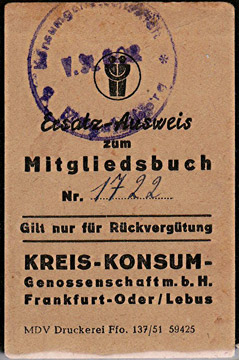 Konsumgenossensch
V.S.
Ersatz-Ausweis
zum
Mitgliedsbuch
Nr. 1722
Gilt nur für Rückvergütung
KREIS-KONSUM-
Genossenschaft m. b. H.
Frankfurt-Oder/Lebus
MDV Druckerei Ffo. 137/51 59425